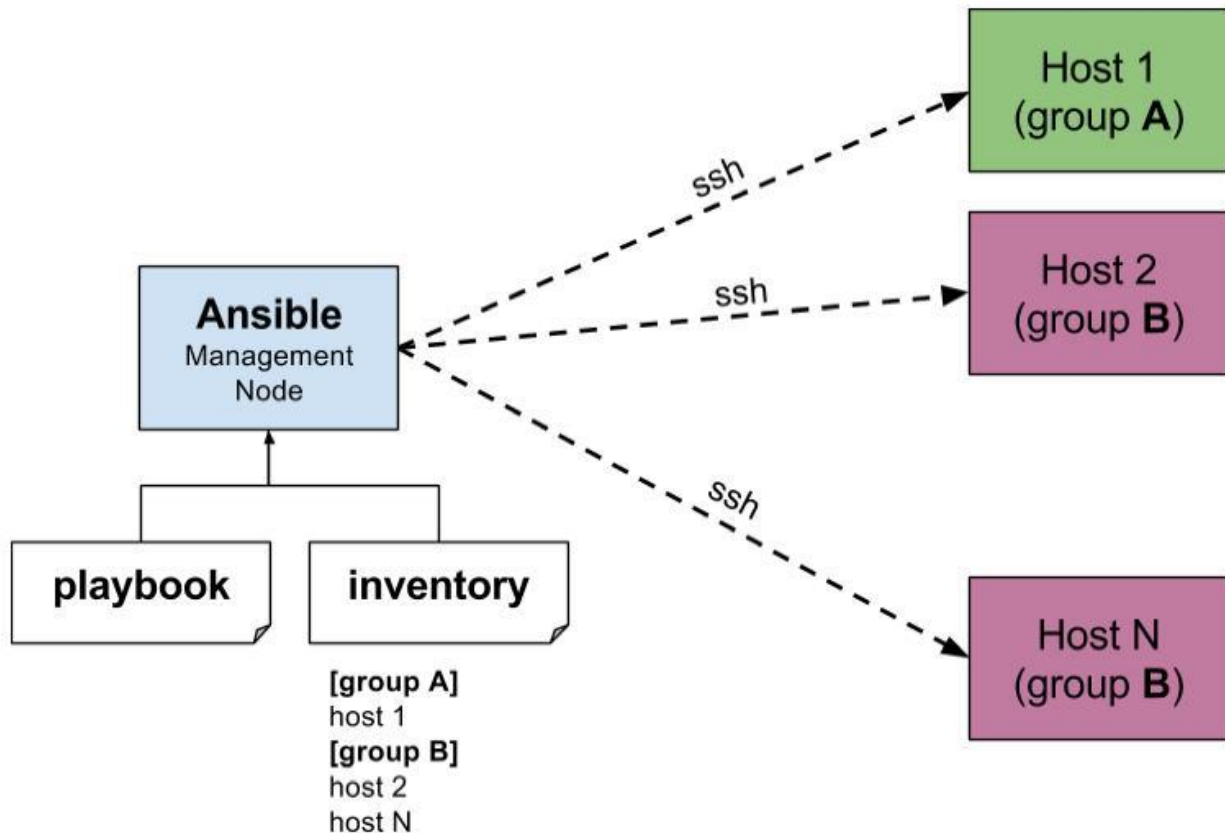 Host 1
(group A)
ssh
Host 2
(group B)
ssh
Ansible
Management
Node
ssh
playbook
inventory
Host N
(group B)
[group A]
host 1
[group B]
host 2
host N